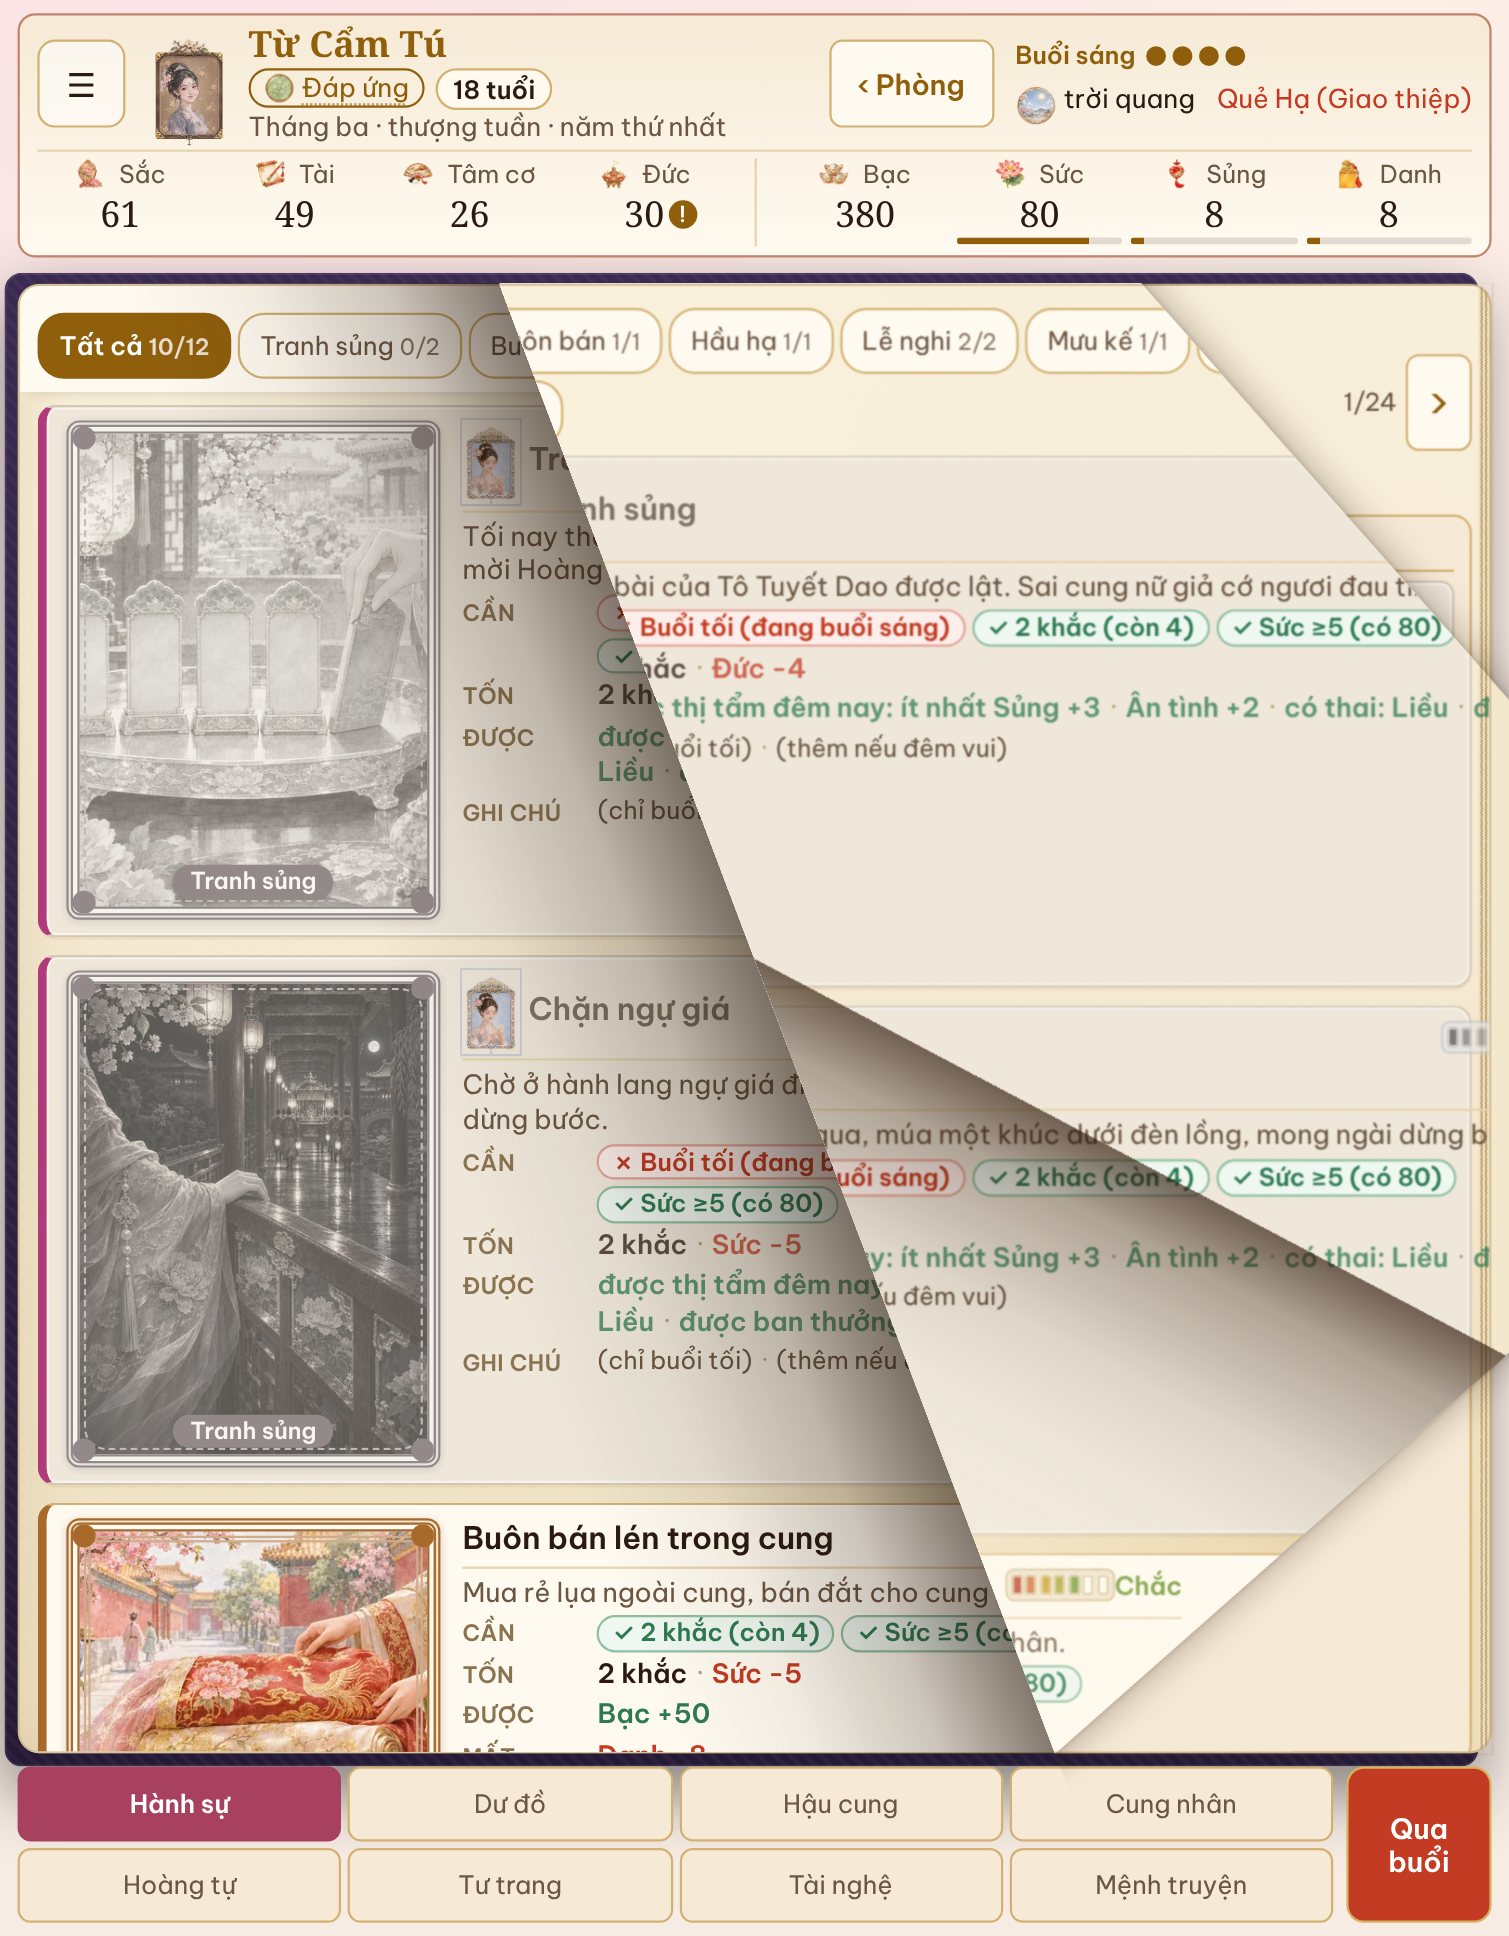 ☰
Từ Cẩm Tú
Đáp ứng
18 tuổi
Tháng ba · thượng tuần · năm thứ nhất
‹ Phòng
Buổi sáng
trời quang
Quẻ Hạ (Giao thiệp)
Sắc
61
Tài
49
Tâm cơ
26
Đức
30 !
Bạc
380
Sức
80
Sủng
8
Danh
8
Tất cả 10/12
Tranh sủng 0/2
Buôn bán 1/1
Hầu hạ 1/1
Lễ nghi 2/2
Mưu kế 1/1
1/24 ›
nh sủng
Tối nay
mời Hoàng
bài của Tô Tuyết Dao được lật. Sai cung nữ giả cớ ngươi đau
CẦN
Buổi tối (đang buổi sáng)
✓ 2 khắc (còn 4)
✓ Sức ≥5 (có 80)
✓
TỐN
2
khắc · Đức -4
ĐƯỢC
được
thị tẩm đêm nay: ít nhất Sủng +3 · Ân tình +2 · có thai: Liều ·
Liều ·
GHI CHÚ
(chỉ
buổi tối) · (thêm nếu đêm vui)
Tranh sủng
Chặn ngự giá
Chờ ở hành lang ngự giá
qua, múa một khúc dưới đèn lồng, mong ngài dừng
dừng bước.
CẦN
× Buổi tối (đang buổi sáng)
✓ 2 khắc (còn 4)
✓ Sức ≥5 (có 80)
✓ Sức ≥5 (có 80)
TỐN
2 khắc · Sức -5
ĐƯỢC
được thị tẩm đêm nay: ít nhất Sủng +3 · Ân tình +2 · có thai: Liều ·
Liều · được ban thưởng
GHI CHÚ
(chỉ buổi tối) · (thêm nếu
đêm vui)
Tranh sủng
Buôn bán lén trong cung
Chắc
Mua rẻ lụa ngoài cung, bán đắt cho cung nhân.
CẦN
✓ 2 khắc (còn 4)
✓ Sức ≥5 (có 80)
TỐN
2 khắc · Sức -5
ĐƯỢC
Bạc +50
Hành sự
Dư đồ
Hậu cung
Cung nhân
Qua
buổi
Hoàng tự
Tư trang
Tài nghệ
Mệnh truyện